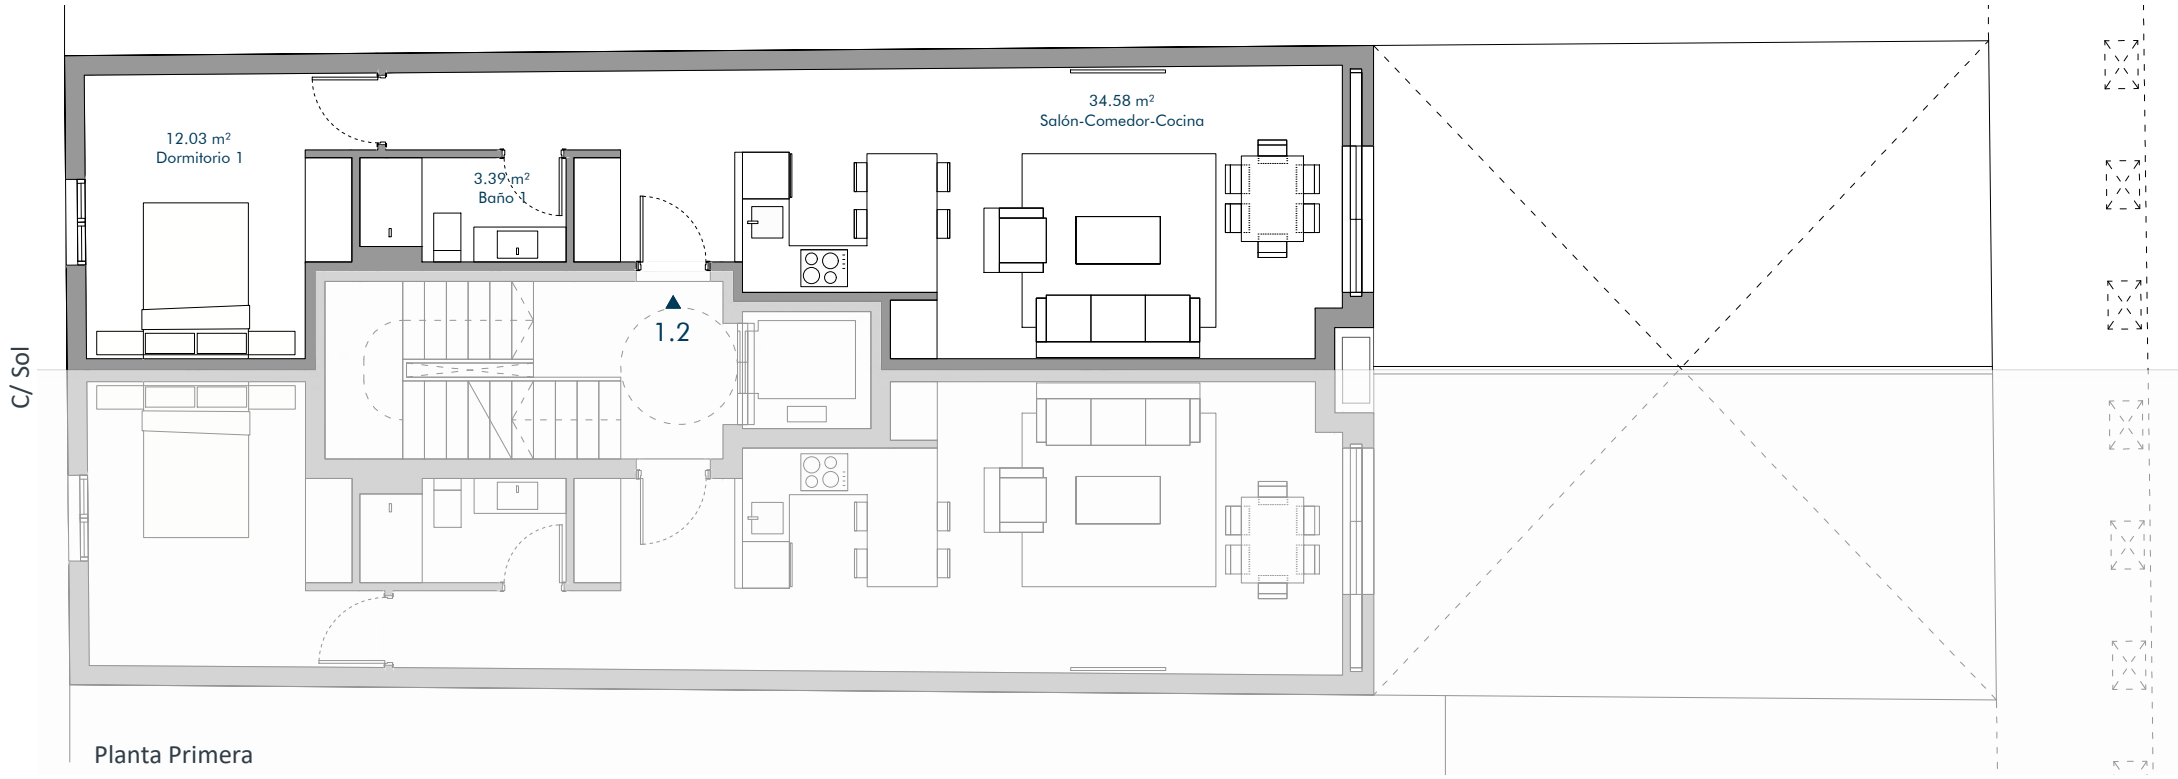 34.58 m²
Salón-Comedor-Cocina
12.03 m²
Dormitorio 1
3.39 m²
Baño 1
1.2
C/ Sol
Planta Primera